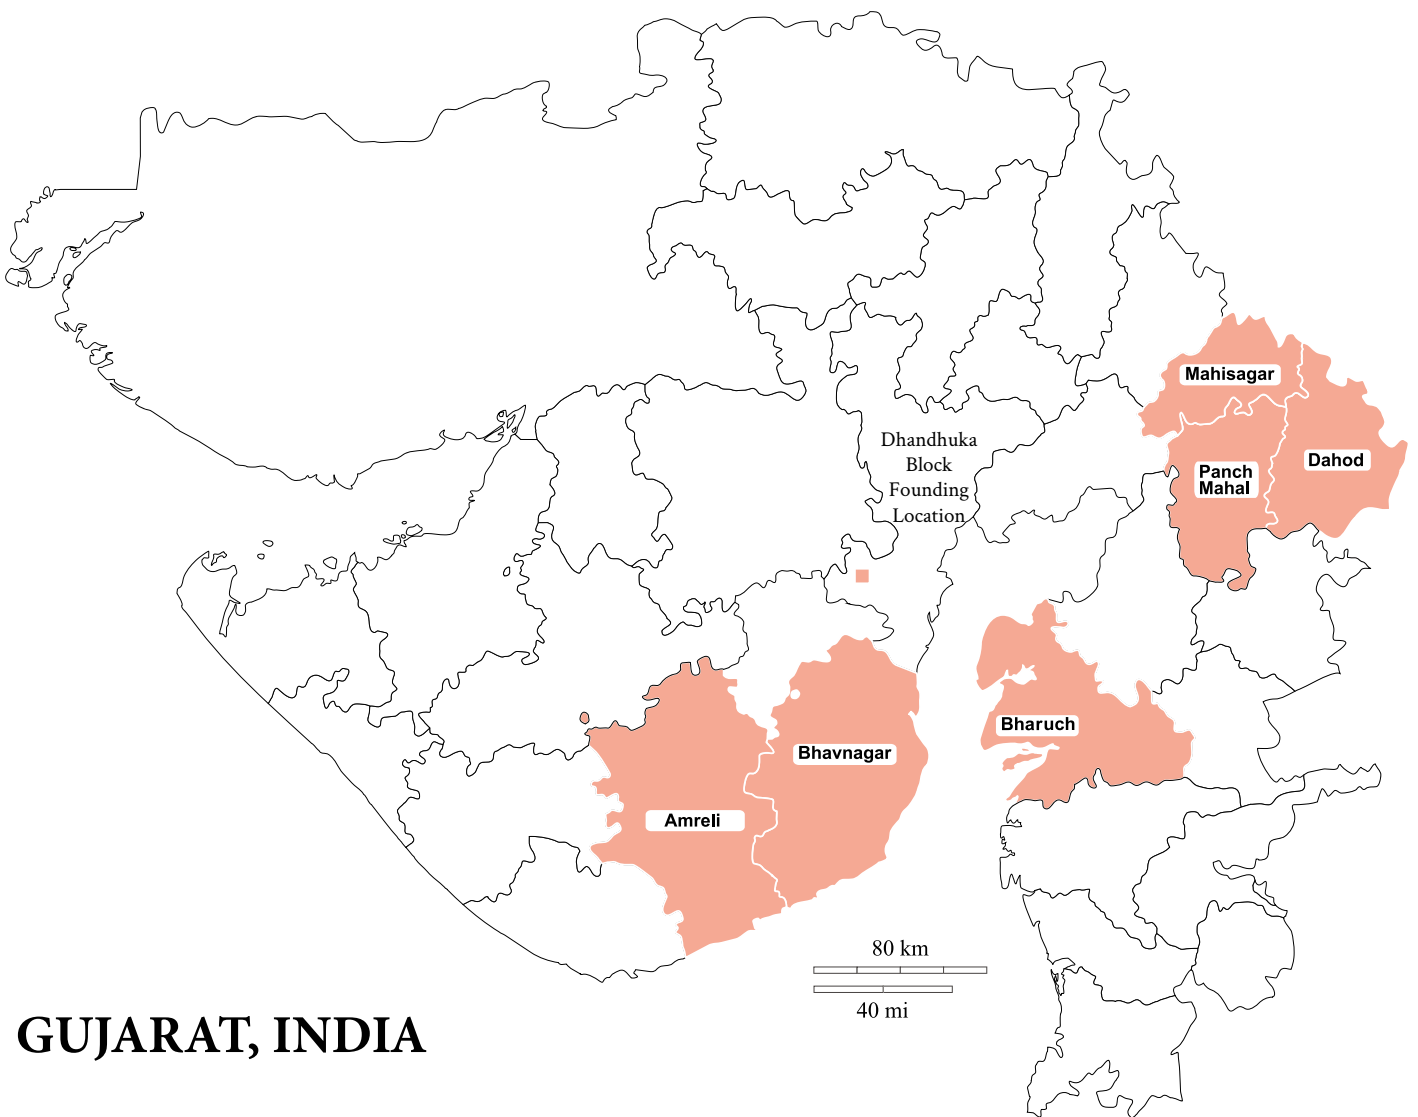 Mahisagar
Dhandhuka
Block
Founding
Location
Panch
Mahal
Dahod
Bharuch
Bhavnagar
Amreli
80 km
40 mi
GUJARAT, INDIA